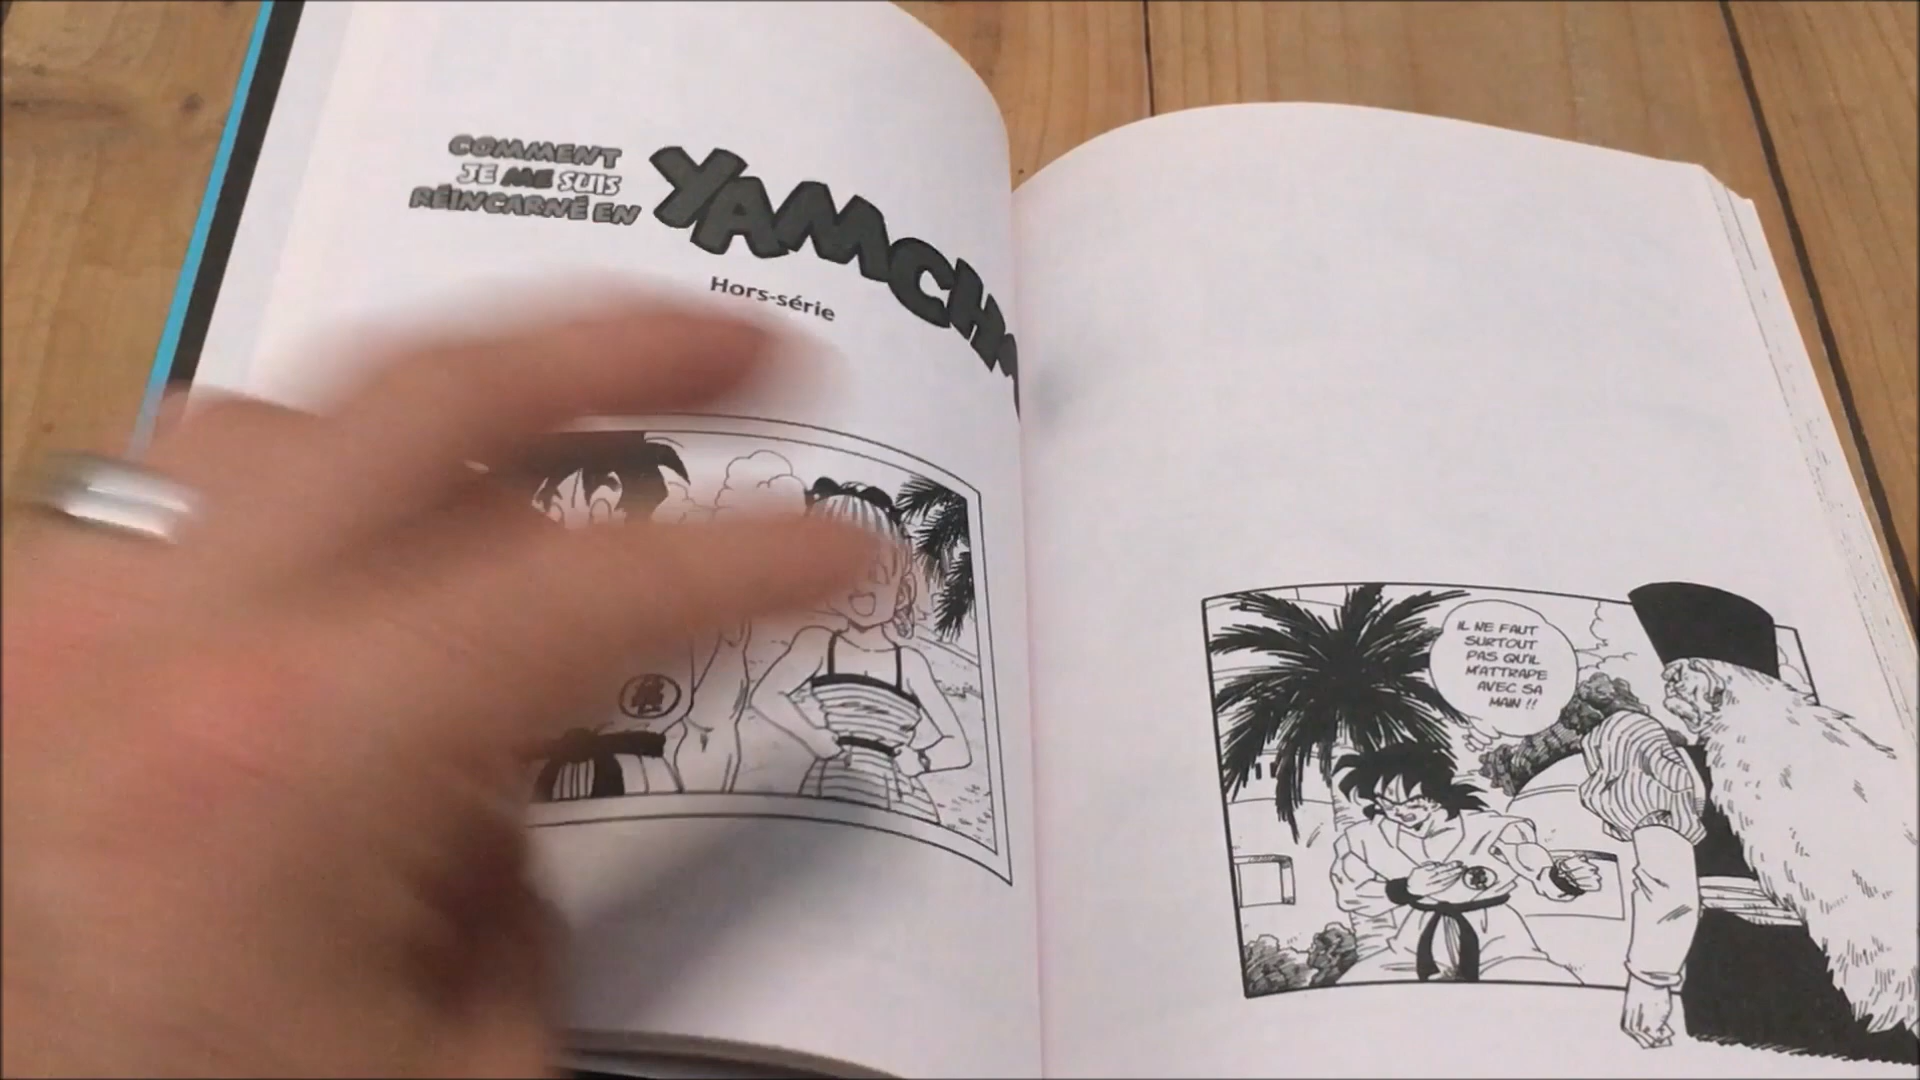 COMMENT
JE ME SUIS
RÉINCARNÉ EN
YAMCH
Hors-série
IL NE FAUT
SURTOUT
PAS QU'IL
M'ATTRAPE
AVEC SA
MAIN !!